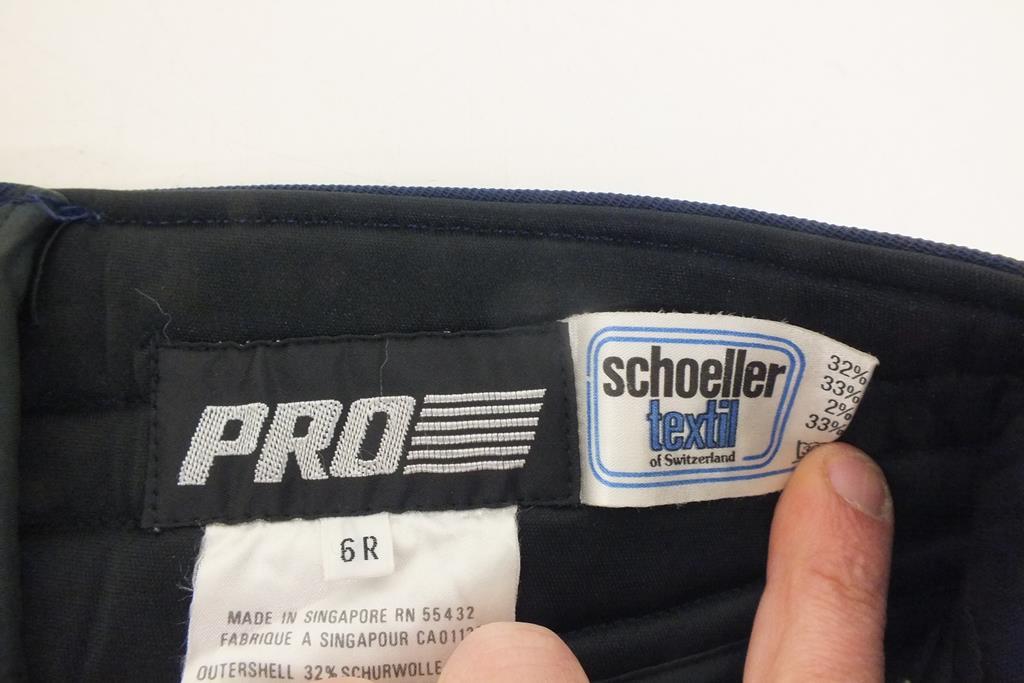 PRO
schoeller
textil
of Switzerland
32%
33%
2%
33%
6R
MADE IN SINGAPORE RN 55432
FABRIQUE A SINGAPOUR
OUTERSHELL 32% SCHURWOLLE